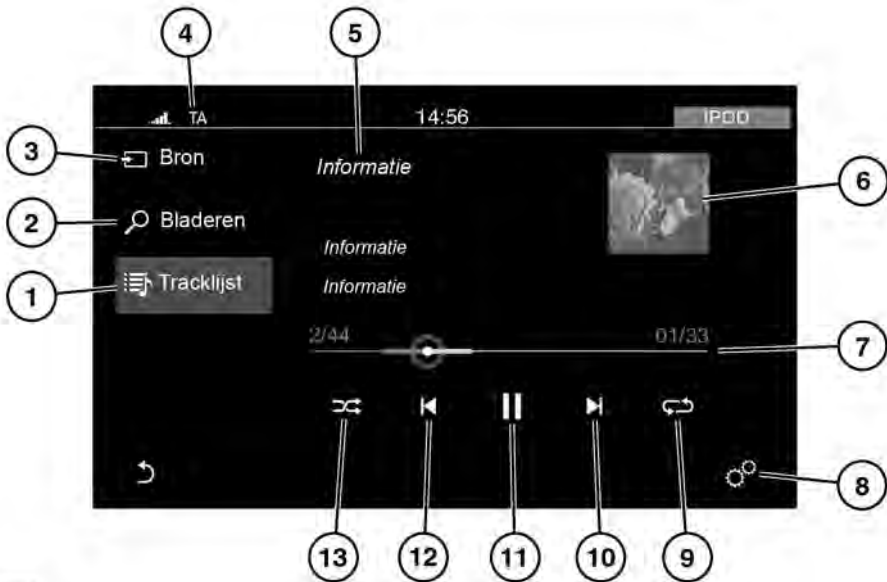 4 5
TA 14:56 IPOD
3 Bron Informatie 6
2 Bladeren Informatie
1 Tracklijst Informatie
2/44 01/33 7
8
13 12 11 10 9